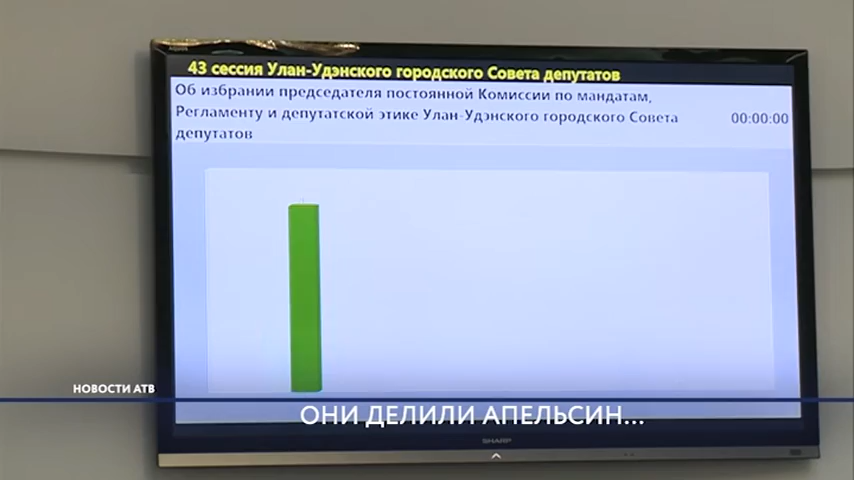 43 сессия Улан-Удэнского городского Совета депутатов
Об избрании председателя постоянной Комиссии по мандатам,
Регламенту и депутатской этике Улан-Удэнского городского Совета
депутатов
00:00:00
НОВОСТИ АТВ
ОНИ ДЕЛИЛИ АПЕЛЬСИН...
SHARP